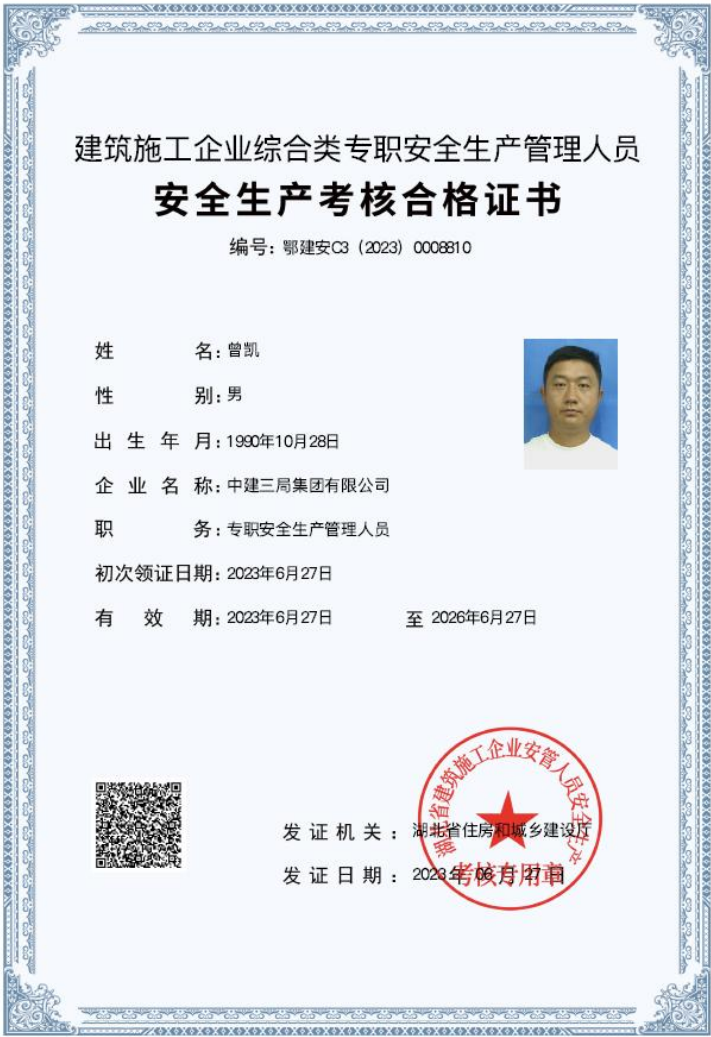 建筑施工企业综合类专职安全生产管理人员
安全生产考核合格证书
编号: 鄂建安C3（2023）0008810
姓 名: 曾凯
性 别: 男
出 生 年 月: 1990年10月28日
企 业 名 称: 中建三局集团有限公司
职 务: 专职安全生产管理人员
初次领证日期: 2023年6月27日
有 效 期: 2023年6月27日 至 2026年6月27日
湖北省建筑施工企业安管人员安全生产
考核专用章
发 证 机 关 : 湖北省住房和城乡建设厅
发 证 日 期 : 2023年 06月 27日